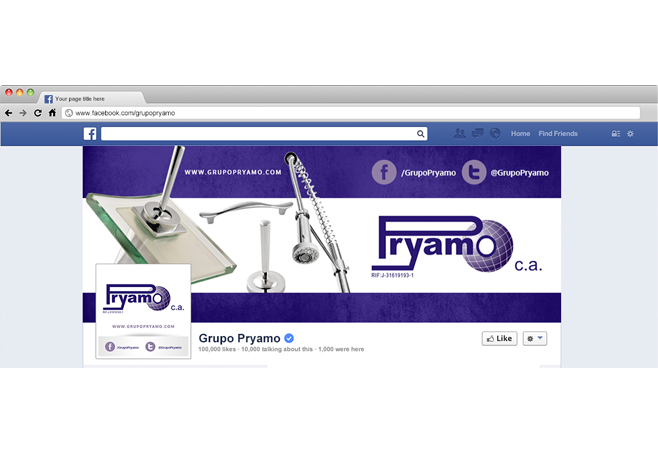 Your page title here
www.facebook.com/grupopryamo
f
Home Find Friends
WWW.GRUPOPRYAMO.COM
f /GrupoPryamo @GrupoPryamo
Pryamo
c.a.
RIF J-31619193-1
Pryamo
c.a.
WWW.GRUPOPRYAMO.COM
f /GrupoPryamo @GrupoPryamo
Grupo Pryamo
Like
100,000 likes · 10,000 talking about this · 1,000 were here